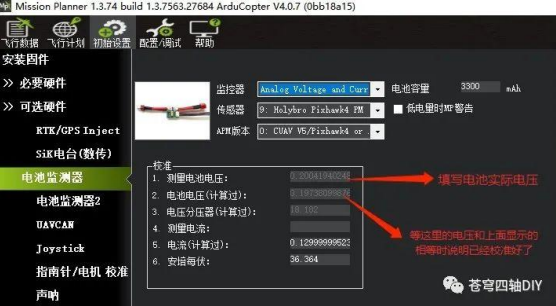 Mission Planner 1.3.74 build 1.3.7563.27684 ArduCopter V4.0.7 (0bb18a15)
飞行数据 飞行计划 初始设置 配置/调试 帮助
安装固件
>> 必要硬件
>> 可选硬件
RTK/GPS Inject
SiK电台(数传)
电池监测器
电池监测器2
UAVCAN
Joystick
指南针/电机 校准
声呐
监控器 Analog Voltage and Curr 电池容量 3300 mAh
传感器 9: Holybro Pixhawk4 PM 低电量时MP警告
APM版本 0: CUAV V5/Pixhawk4 or
校准
1. 测量电池电压: 0.20041940245
2. 电池电压(计算过):
3. 电压分压器(计算过): 18.102
4. 测量电流:
5. 电流(计算过): 0.12999999523
6. 安培每伏: 36.364
填写电池实际电压
等这里的电压和上面显示的
相等时说明已经校准好了
苍穹四轴DIY